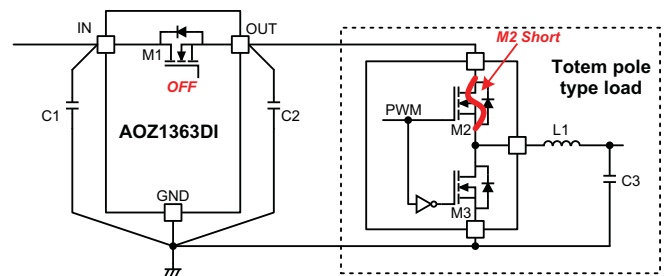 IN
OUT
M1
OFF
C1
AOZ1363DI
C2
GND
M2 Short
Totem pole
type load
PWM
M2
L1
M3
C3